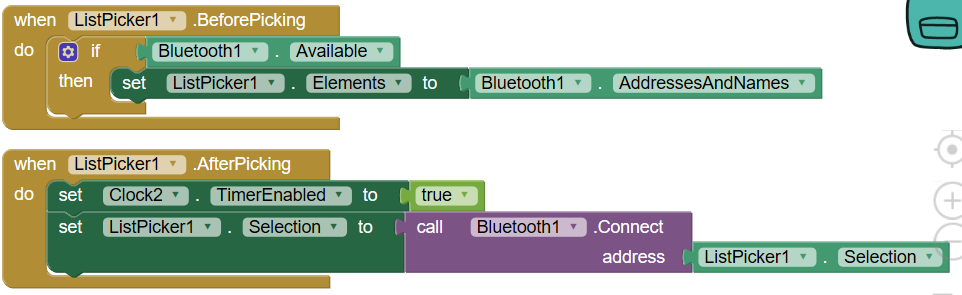 when ListPicker1 .BeforePicking
do if Bluetooth1 . Available
then set ListPicker1 . Elements to Bluetooth1 . AddressesAndNames
when ListPicker1 .AfterPicking
do set Clock2 . TimerEnabled to true
set ListPicker1 . Selection to call Bluetooth1 .Connect
address ListPicker1 . Selection